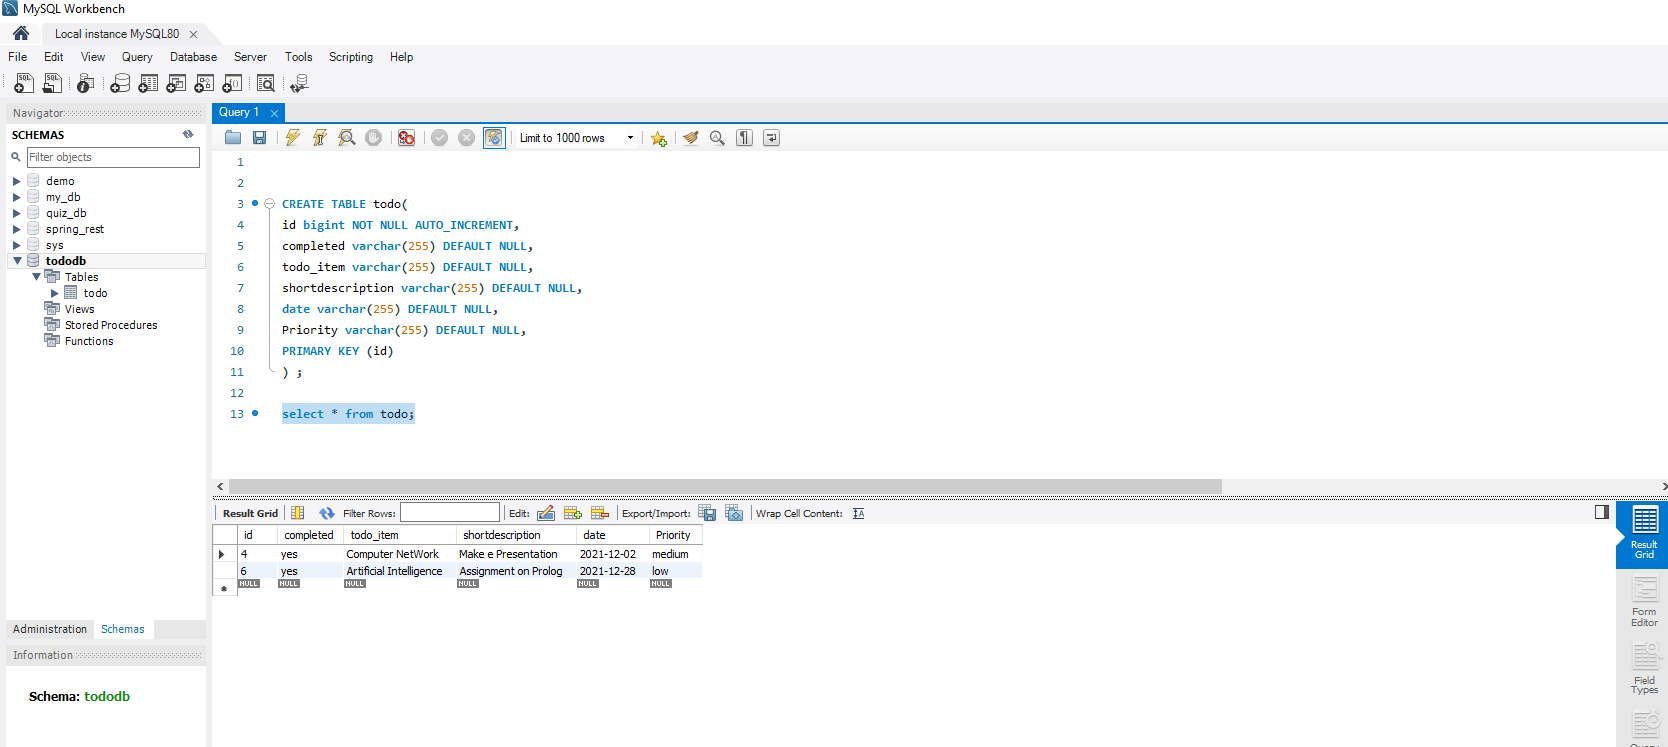 MySQL Workbench
Local instance MySQL80
File Edit View Query Database Server Tools Scripting Help
Navigator
SCHEMAS
Filter objects
demo
my_db
quiz_db
spring_rest
sys
tododb
Tables
todo
Views
Stored Procedures
Functions
Administration Schemas
Information
Schema: tododb
Query 1
Limit to 1000 rows
1
2
3 CREATE TABLE todo(
4 id bigint NOT NULL AUTO_INCREMENT,
5 completed varchar(255) DEFAULT NULL,
6 todo_item varchar(255) DEFAULT NULL,
7 shortdescription varchar(255) DEFAULT NULL,
8 date varchar(255) DEFAULT NULL,
9 Priority varchar(255) DEFAULT NULL,
10 PRIMARY KEY (id)
11 ) ;
12
13 select * from todo;
Result Grid Filter Rows: Edit: Export/Import: Wrap Cell Content:
id completed todo_item shortdescription date Priority
4 yes Computer NetWork Make e Presentation 2021-12-02 medium
6 yes Artificial Intelligence Assignment on Prolog 2021-12-28 low
NULL NULL NULL NULL NULL NULL
Result
Grid
Form
Editor
Field
Types